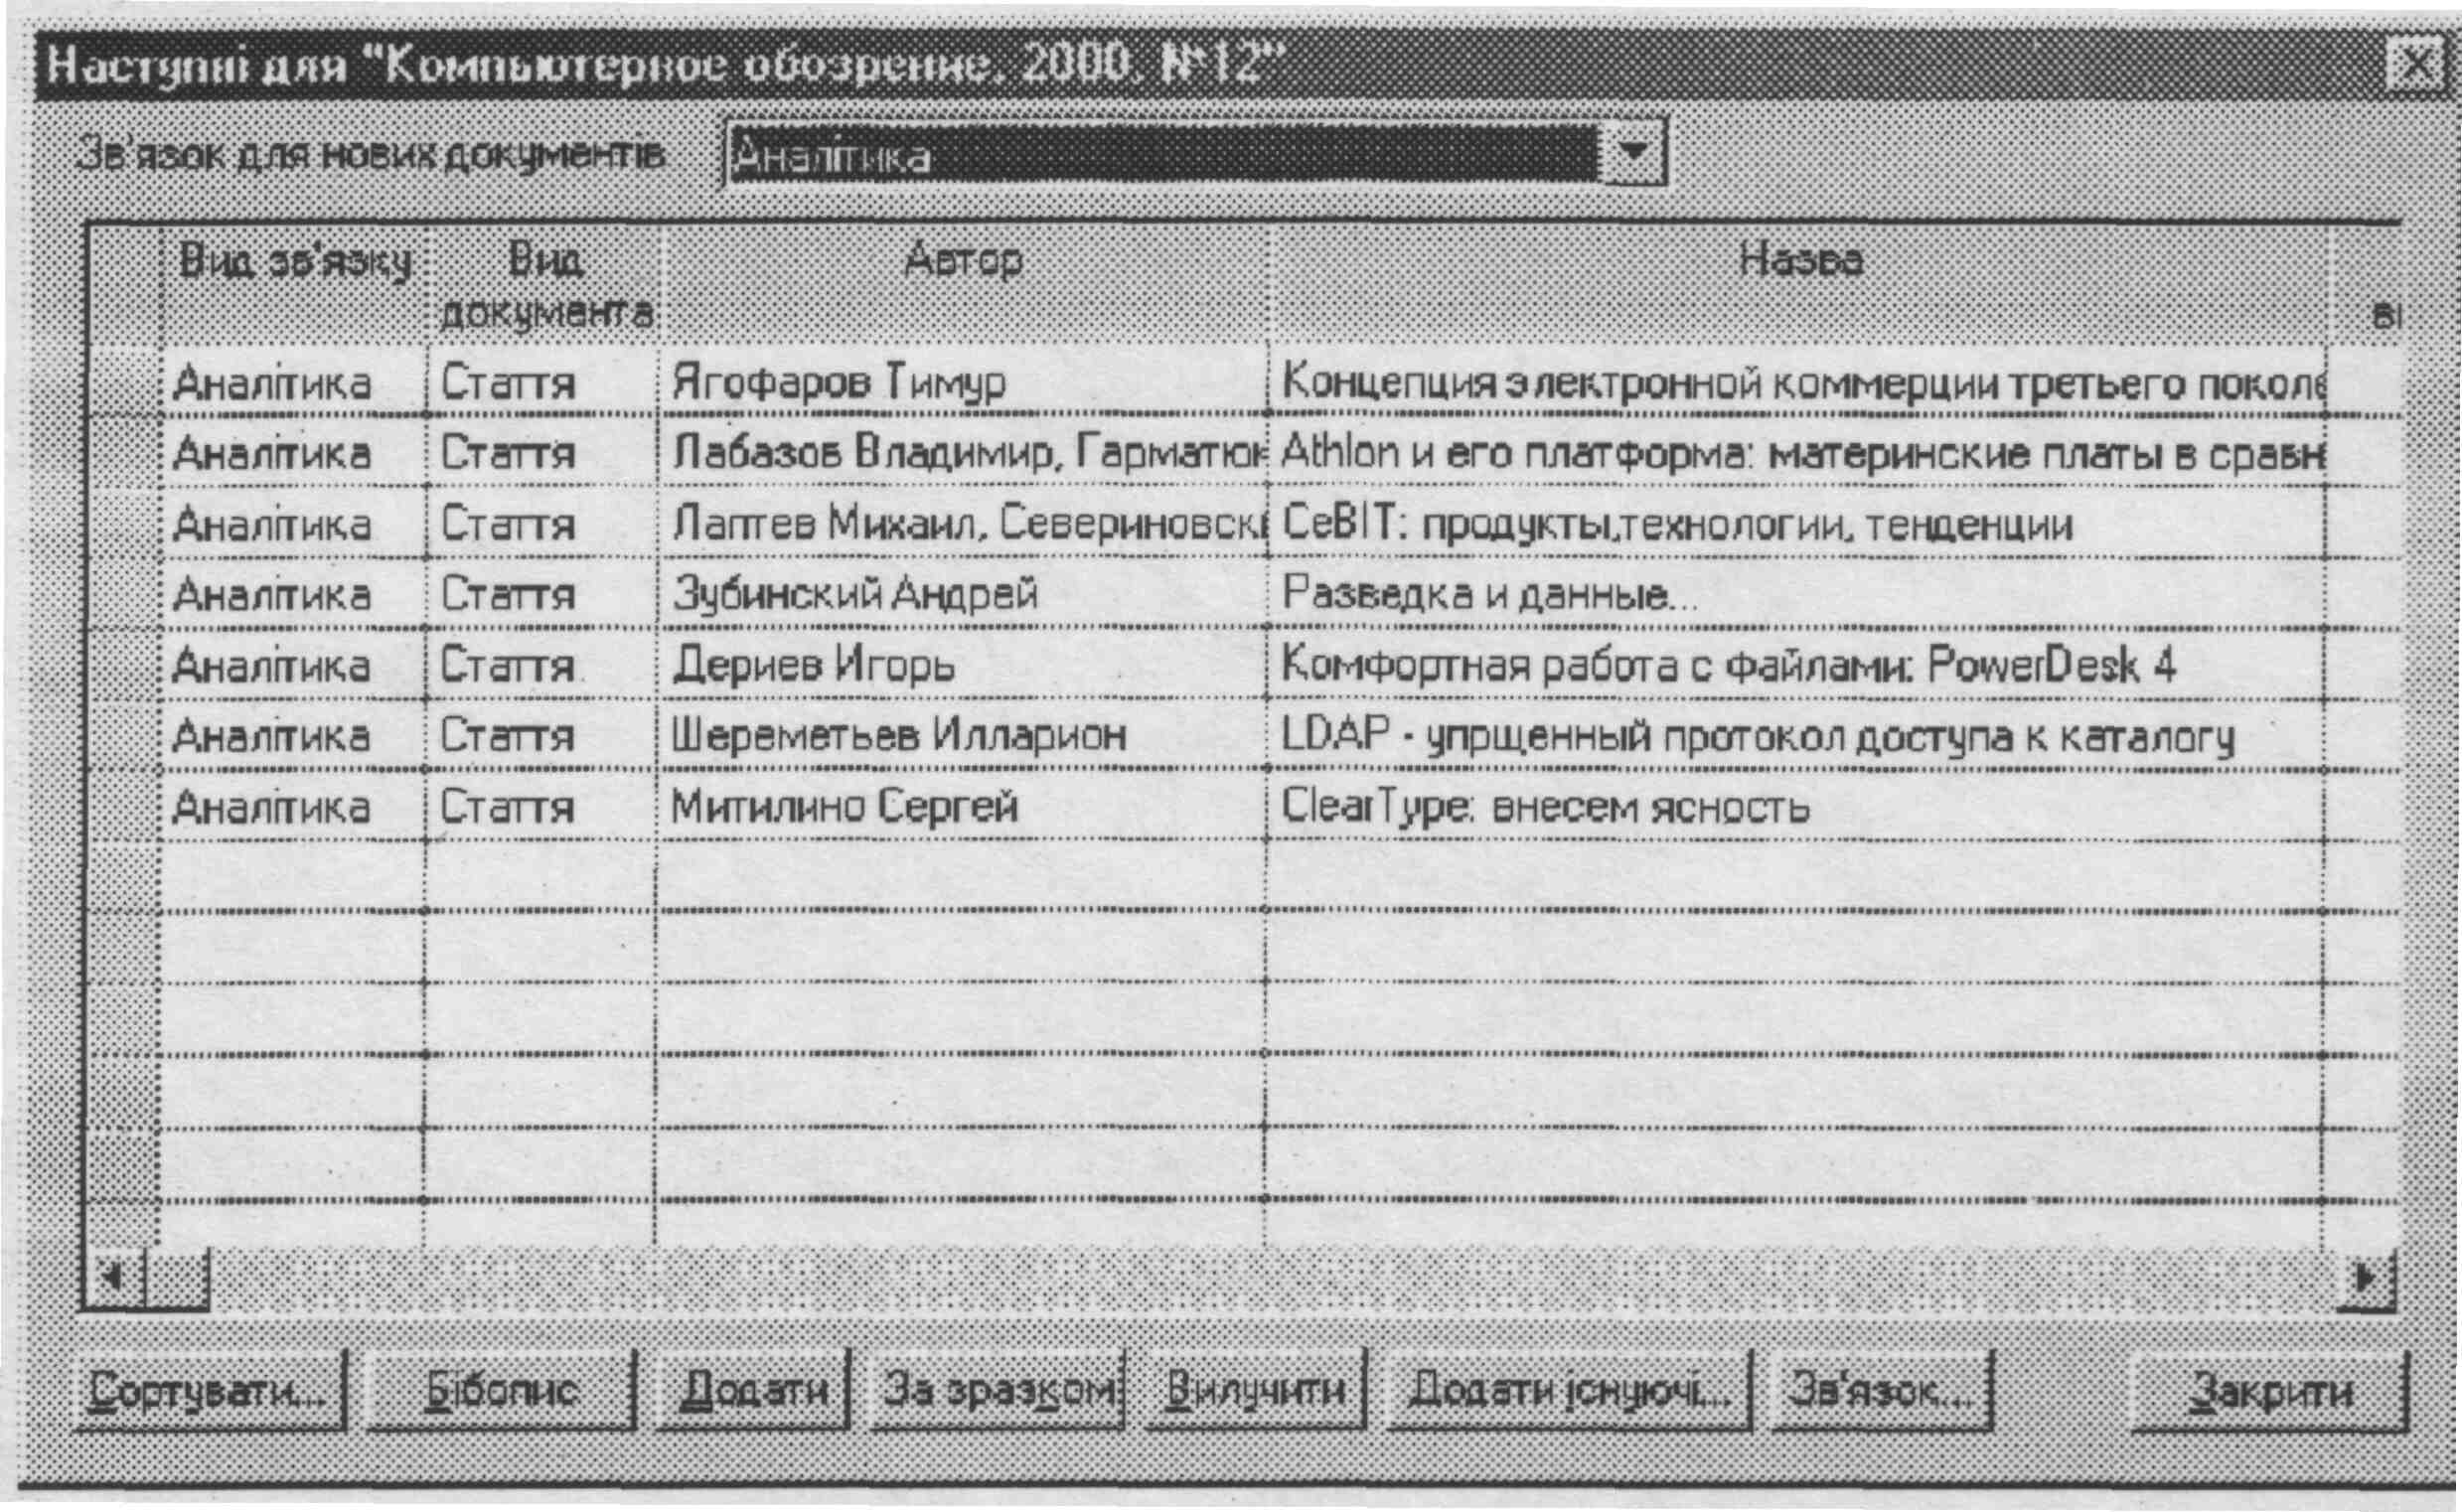 Наступні для "Компьютерное обозрение. 2000. №12"
Зв'язок для нових документів Аналітика
Вид зв'язку Вид документа Автор Назва ві
Аналітика Стаття Ягофаров Тимур Концепция электронной коммерции третьего поколе
Аналітика Стаття Лабазов Владимир, Гарматюк Athlon и его платформа: материнские платы в сравн
Аналітика Стаття Лаптев Михаил, Севериновски CeBIT: продукты,технологии, тенденции
Аналітика Стаття Зубинский Андрей Разведка и данные...
Аналітика Стаття Дериев Игорь Комфортная работа с файлами: PowerDesk 4
Аналітика Стаття Шереметьев Илларион LDAP - упрщенный протокол доступа к каталогу
Аналітика Стаття Митилино Сергей ClearType: внесем ясность
Сортувати... Бібопис Додати За зразком Вилучити Додати існуючі... Зв'язок... Закрити